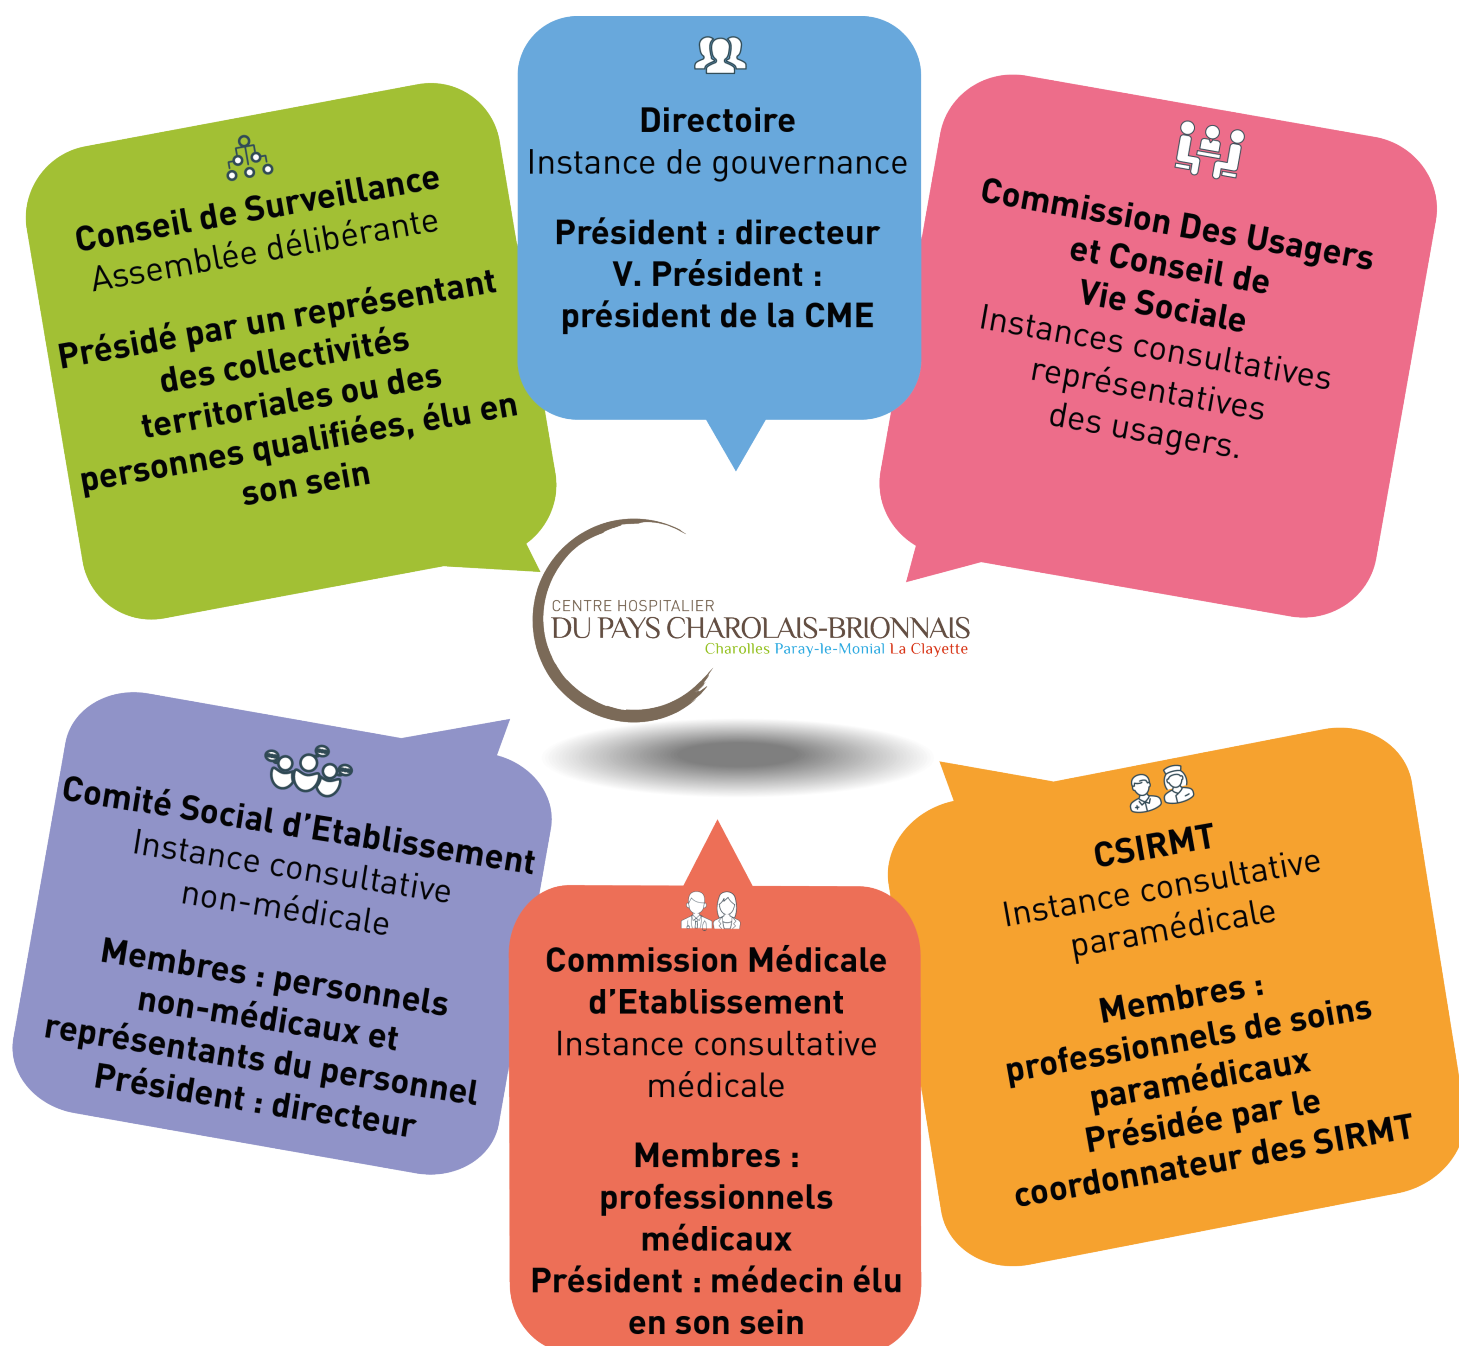 Conseil de Surveillance
Assemblée délibérante
Présidé par un représentant
des collectivités
territoriales ou des
personnes qualifiées, élu en
son sein
Directoire
Instance de gouvernance
Président : directeur
V. Président :
président de la CME
Commission Des Usagers
et Conseil de
Vie Sociale
Instances consultatives
représentatives
des usagers.
CENTRE HOSPITALIER
DU PAYS CHAROLAIS-BRIONNAIS
Charolles Paray-le-Monial La Clayette
Comité Social d'Etablissement
Instance consultative
non-médicale
Membres : personnels
non-médicaux et
représentants du personnel
Président : directeur
Commission Médicale
d'Etablissement
Instance consultative
médicale
Membres :
professionnels
médicaux
Président : médecin élu
en son sein
CSIRMT
Instance consultative
paramédicale
Membres :
professionnels de soins
paramédicaux
Présidée par le
coordonnateur des SIRMT